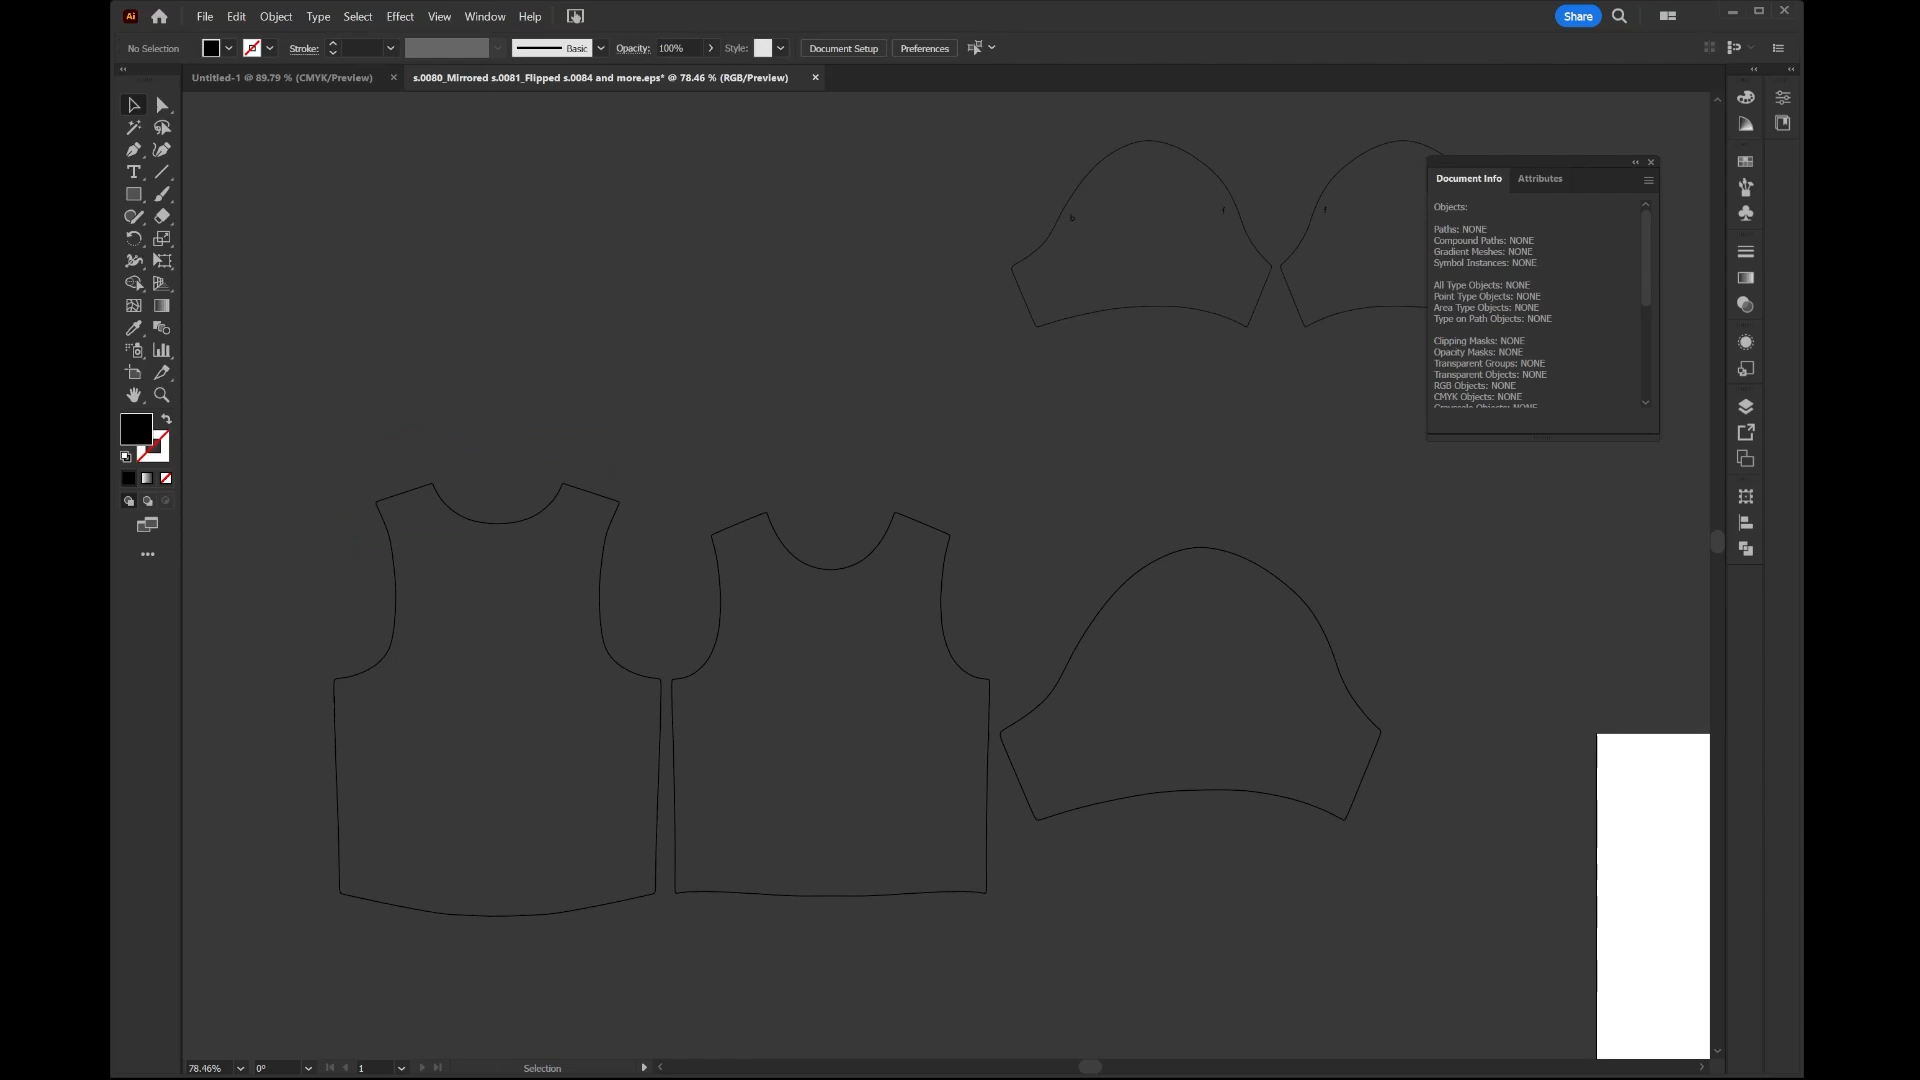 Ai File Edit Object Type Select Effect View Window Help Share
No Selection Stroke: Basic Opacity: 100% Style: Document Setup Preferences
Untitled-1 @ 89.79 % (CMYK/Preview) s.0080_Mirrored s.0081_Flipped s.0084 and more.eps* @ 78.46 % (RGB/Preview)
b f f
Document Info Attributes
Objects:
Paths: NONE
Compound Paths: NONE
Gradient Meshes: NONE
Symbol Instances: NONE
All Type Objects: NONE
Point Type Objects: NONE
Area Type Objects: NONE
Type on Path Objects: NONE
Clipping Masks: NONE
Opacity Masks: NONE
Transparent Groups: NONE
Transparent Objects: NONE
RGB Objects: NONE
CMYK Objects: NONE
Grayscale Objects: NONE
78.46% 0° 1 Selection